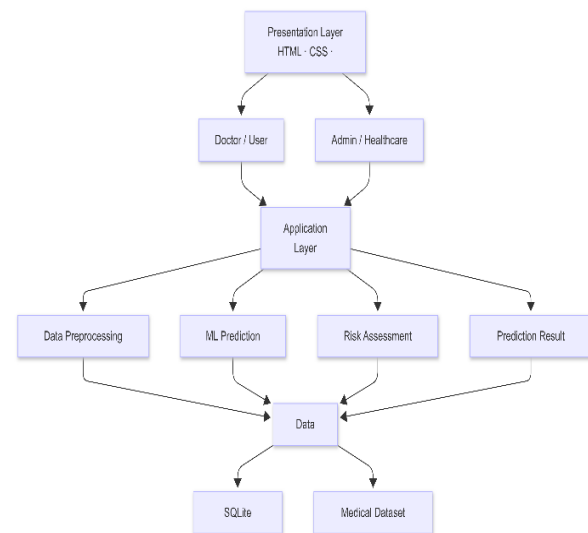 Presentation Layer
HTML · CSS ·
Doctor / User
Admin / Healthcare
Application
Layer
Data Preprocessing
ML Prediction
Risk Assessment
Prediction Result
Data
SQLite
Medical Dataset